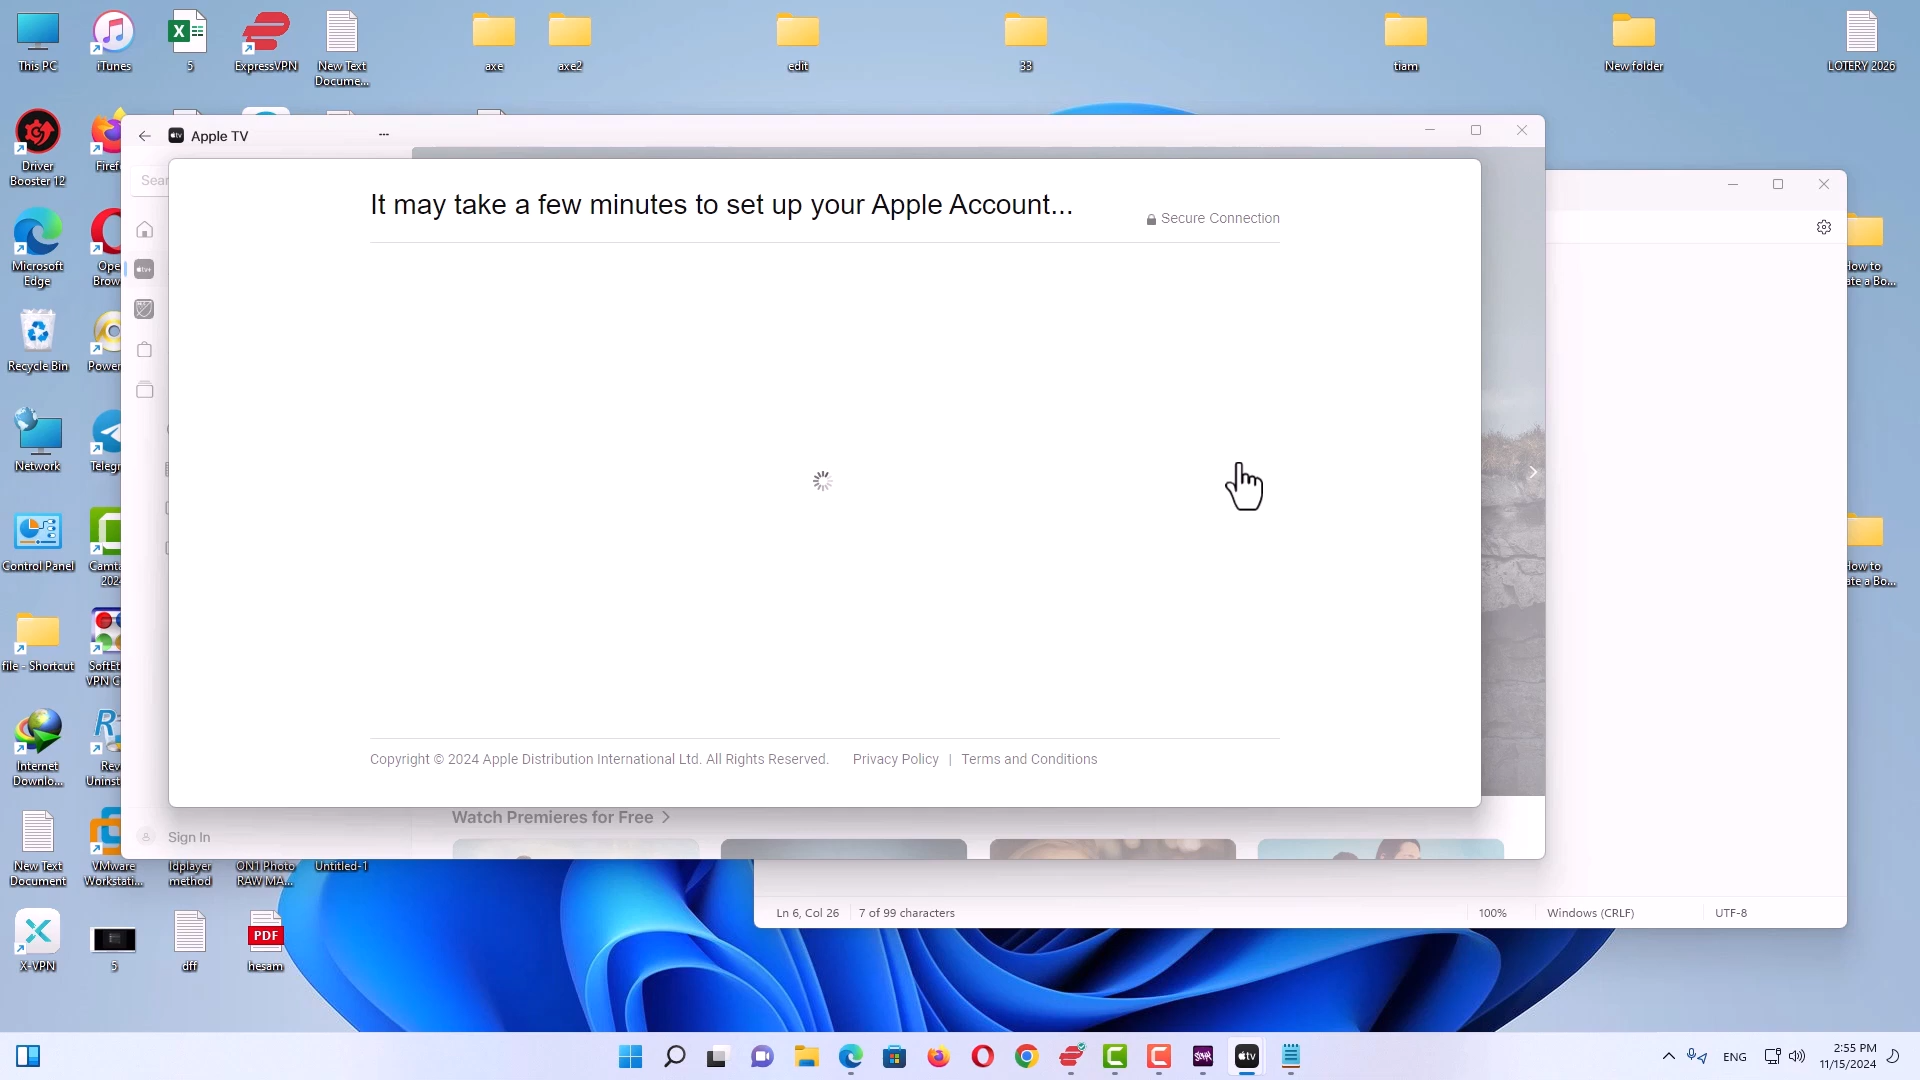 This PC
iTunes
5
ExpressVPN
New Text
Docume...
axe
axe2
edit
33
tiam
New folder
LOTERY 2026
Driver
Booster 12
Apple TV
It may take a few minutes to set up your Apple Account...
Secure Connection
Microsoft
Edge
Recycle Bin
Network
Control Panel
file - Shortcut
Internet
Downlo...
New Text
Document
X-VPN
VMware
Workstati...
ldplayer
method
ON1 Photo
RAW MA...
Untitled-1
5
dff
PDF
hesam
Copyright © 2024 Apple Distribution International Ltd. All Rights Reserved.
Privacy Policy | Terms and Conditions
Watch Premieres for Free
Sign In
Ln 6, Col 26
7 of 99 characters
100%
Windows (CRLF)
UTF-8
ENG
2:55 PM
11/15/2024